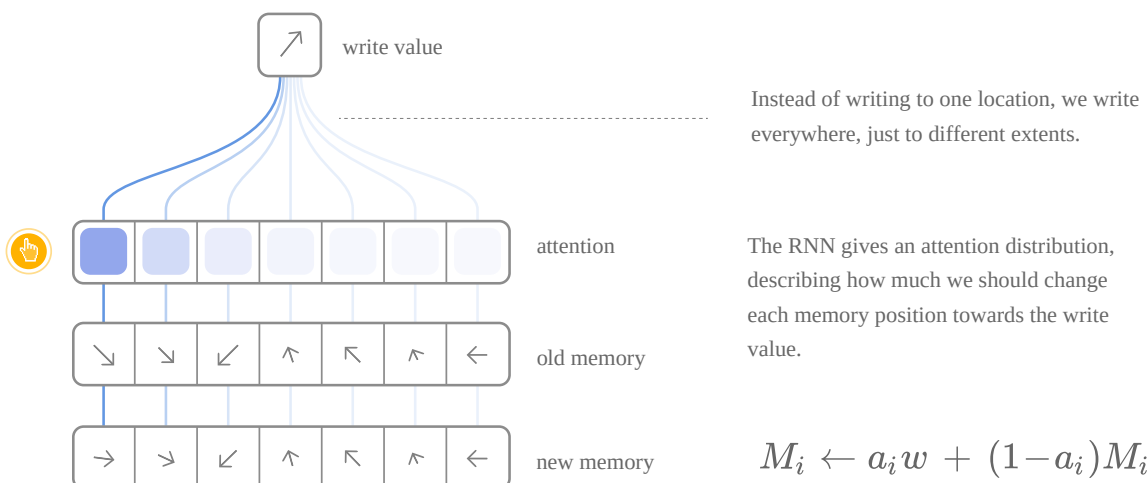 write value
Instead of writing to one location, we write
everywhere, just to different extents.
attention
The RNN gives an attention distribution,
describing how much we should change
each memory position towards the write
value.
old memory
new memory
M_i ← a_i w + (1−a_i)M_i